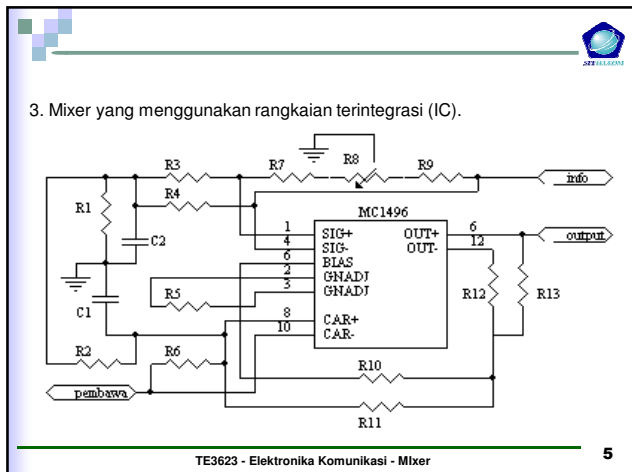 STTTELKOM
3. Mixer yang menggunakan rangkaian terintegrasi (IC).
R3
R7
R8
R9
info
R4
R1
MC1496
C2
1 SIG+ OUT+ 6
4 SIG- OUT- 12
output
6 BIAS
2 GNADJ
3 GNADJ
R5
R12
R13
C1
8 CAR+
10 CAR-
R2
R6
R10
pembawa
R11
TE3623 - Elektronika Komunikasi - MIxer
5